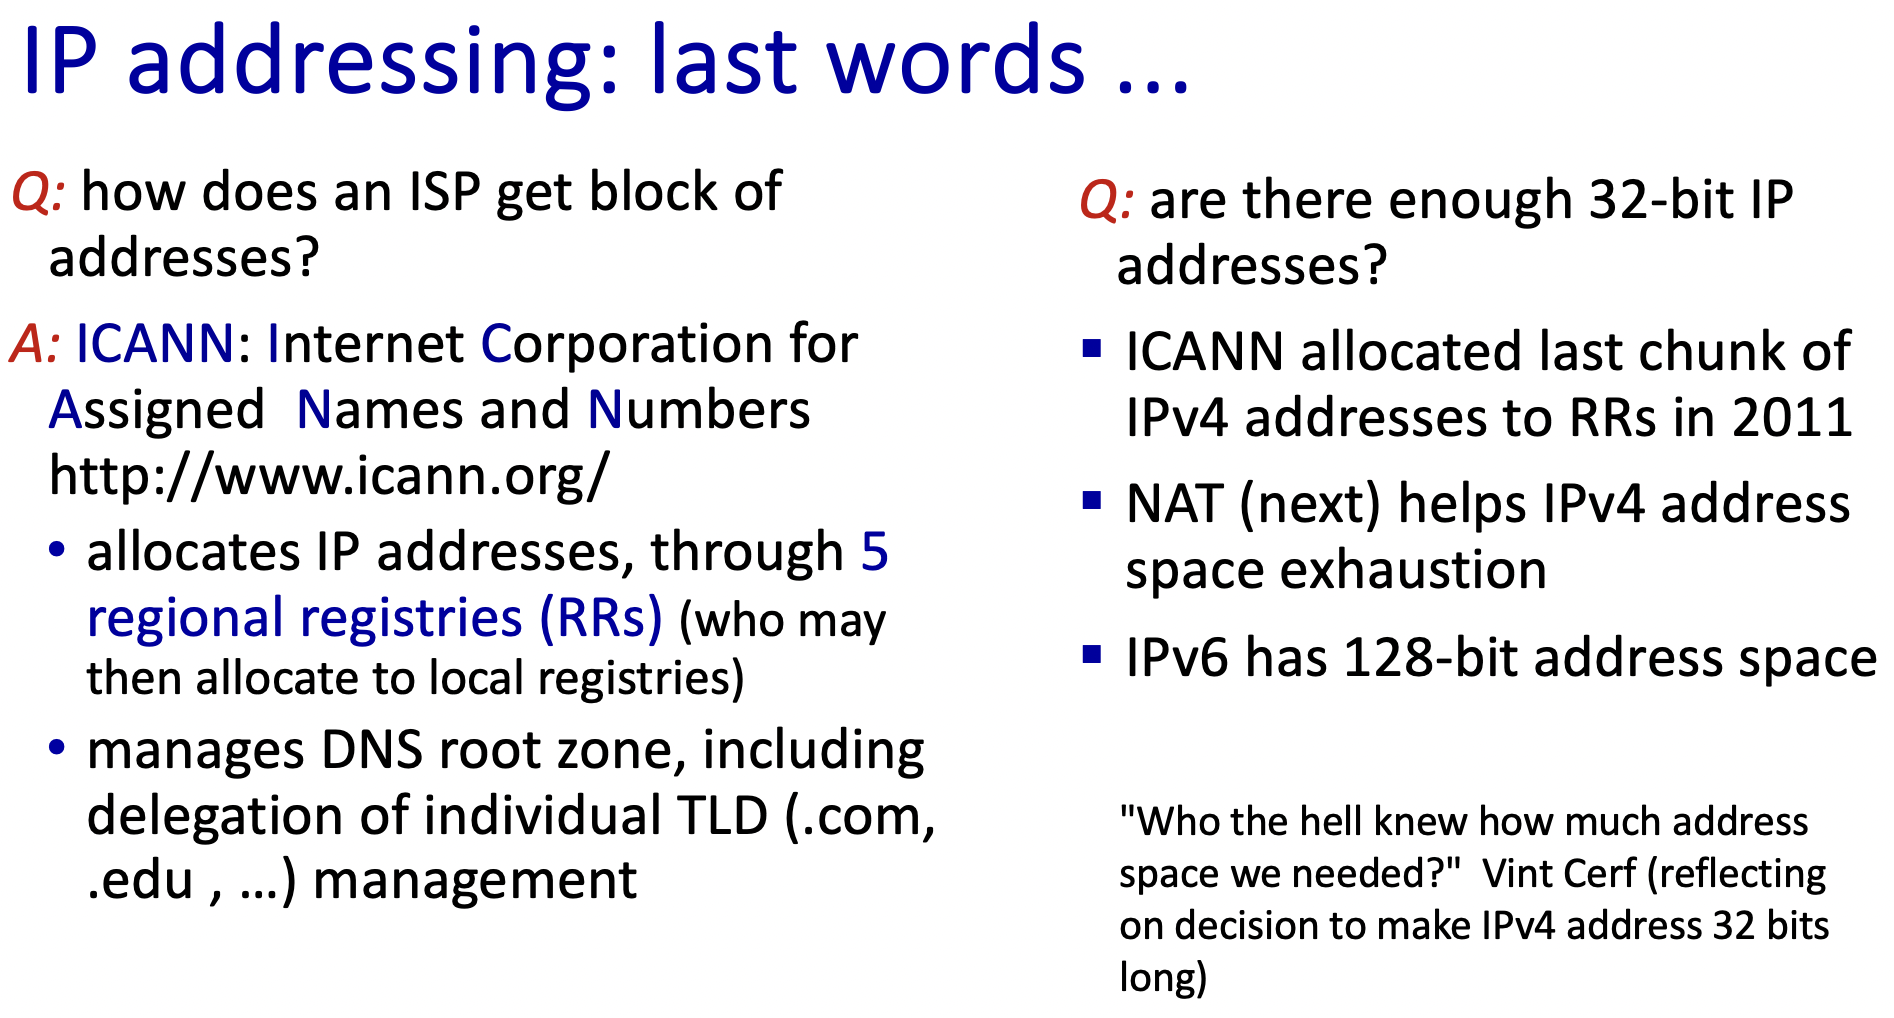 IP addressing: last words ...
Q: how does an ISP get block of
addresses?
A: ICANN: Internet Corporation for
Assigned  Names and Numbers
http://www.icann.org/
• allocates IP addresses, through 5
regional registries (RRs) (who may
then allocate to local registries)
• manages DNS root zone, including
delegation of individual TLD (.com,
.edu , …) management
Q: are there enough 32-bit IP
addresses?
▪ ICANN allocated last chunk of
IPv4 addresses to RRs in 2011
▪ NAT (next) helps IPv4 address
space exhaustion
▪ IPv6 has 128-bit address space
"Who the hell knew how much address
space we needed?"  Vint Cerf (reflecting
on decision to make IPv4 address 32 bits
long)